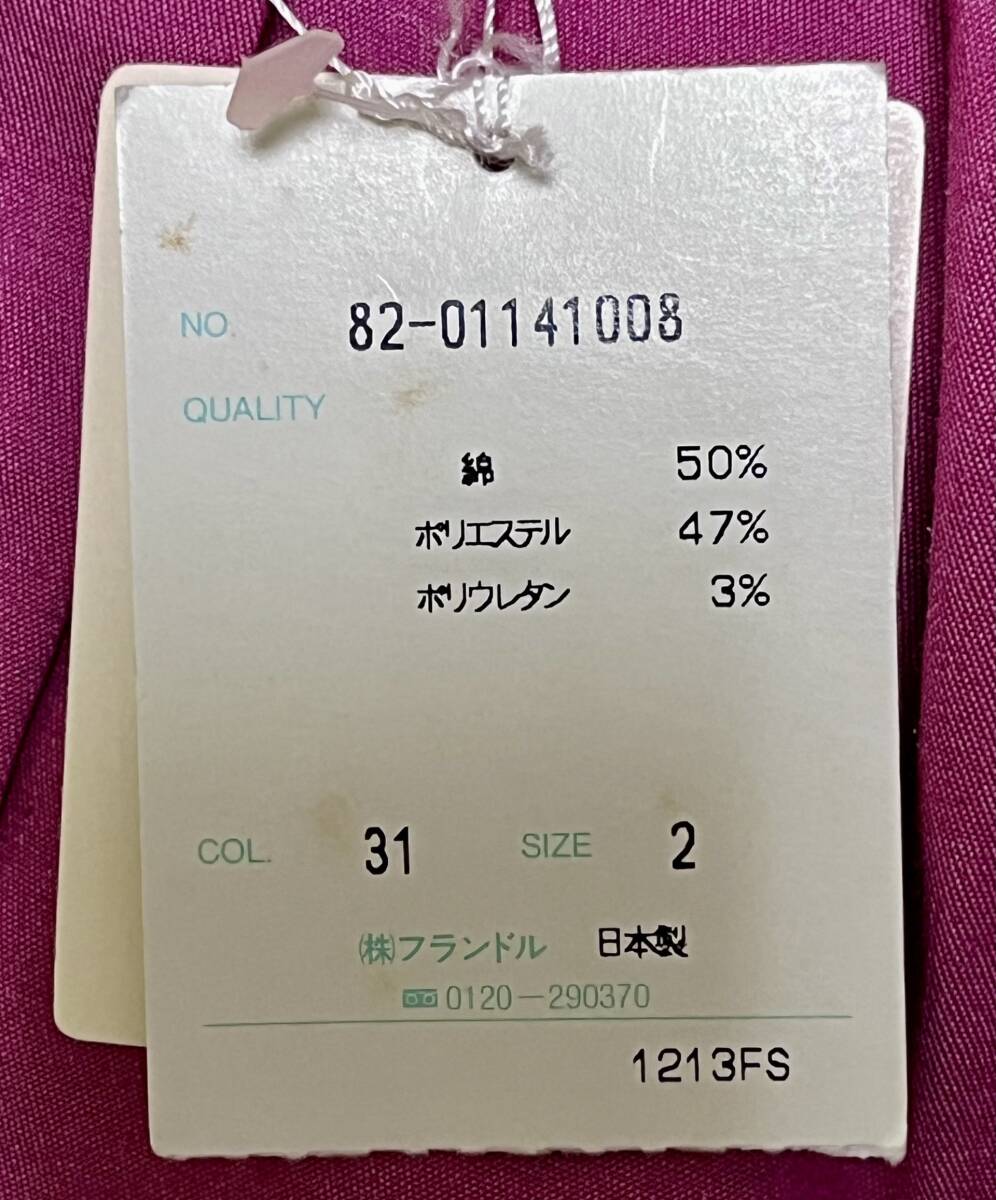 NO. 82-01141008
QUALITY
綿 50%
ポリエステル 47%
ポリウレタン 3%
COL. 31 SIZE 2
㈱フランドル 日本製
0120-290370
1213FS